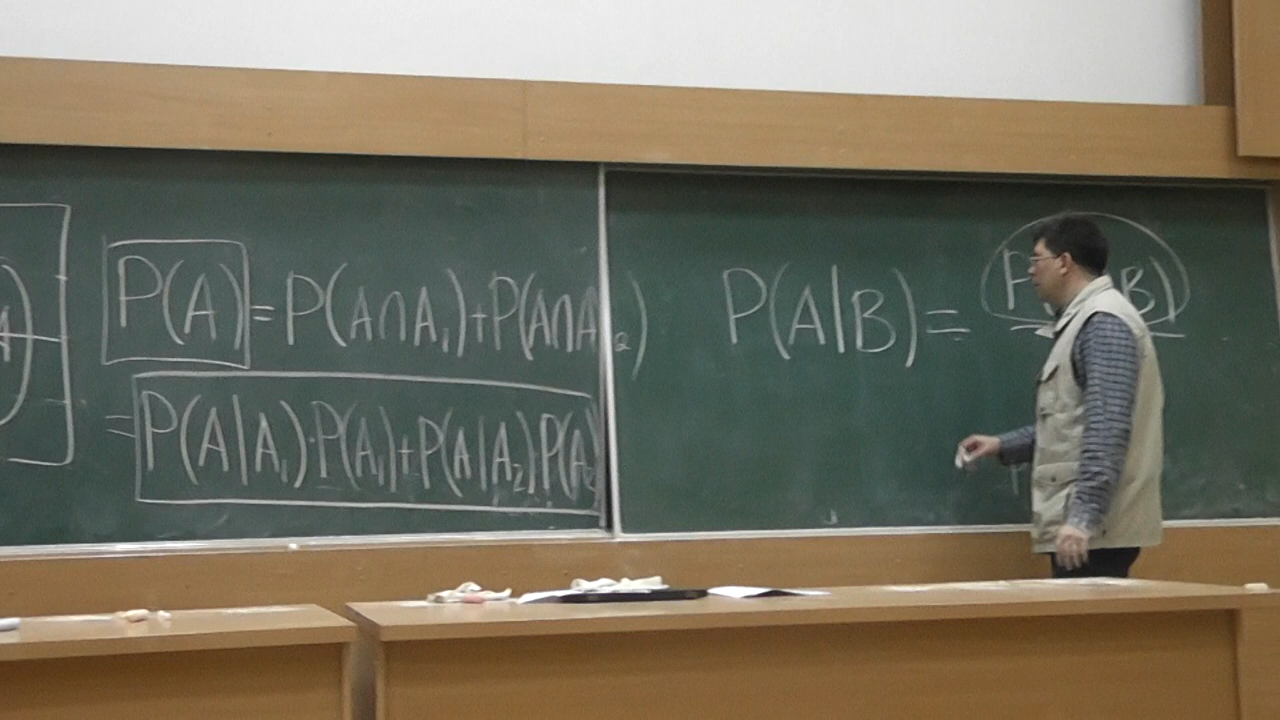 P(A) = P(A∩A₁)+P(A∩A₂)
= P(A|A₁)·P(A₁)+P(A|A₂)P(A₂
P(A|B) = P B)